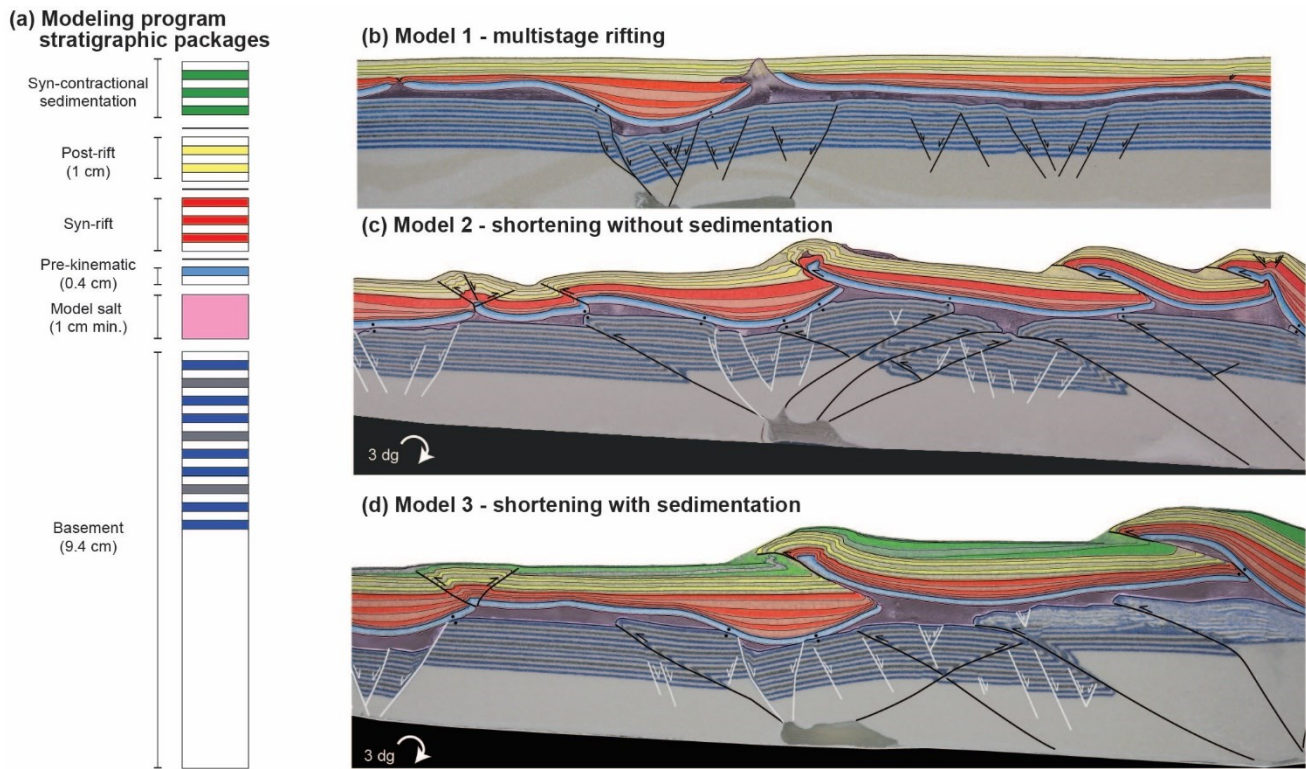 (a) Modeling program
stratigraphic packages
Syn-contractional
sedimentation
Post-rift
(1 cm)
Syn-rift
Pre-kinematic
(0.4 cm)
Model salt
(1 cm min.)
Basement
(9.4 cm)
(b) Model 1 - multistage rifting
(c) Model 2 - shortening without sedimentation
3 dg
(d) Model 3 - shortening with sedimentation
3 dg